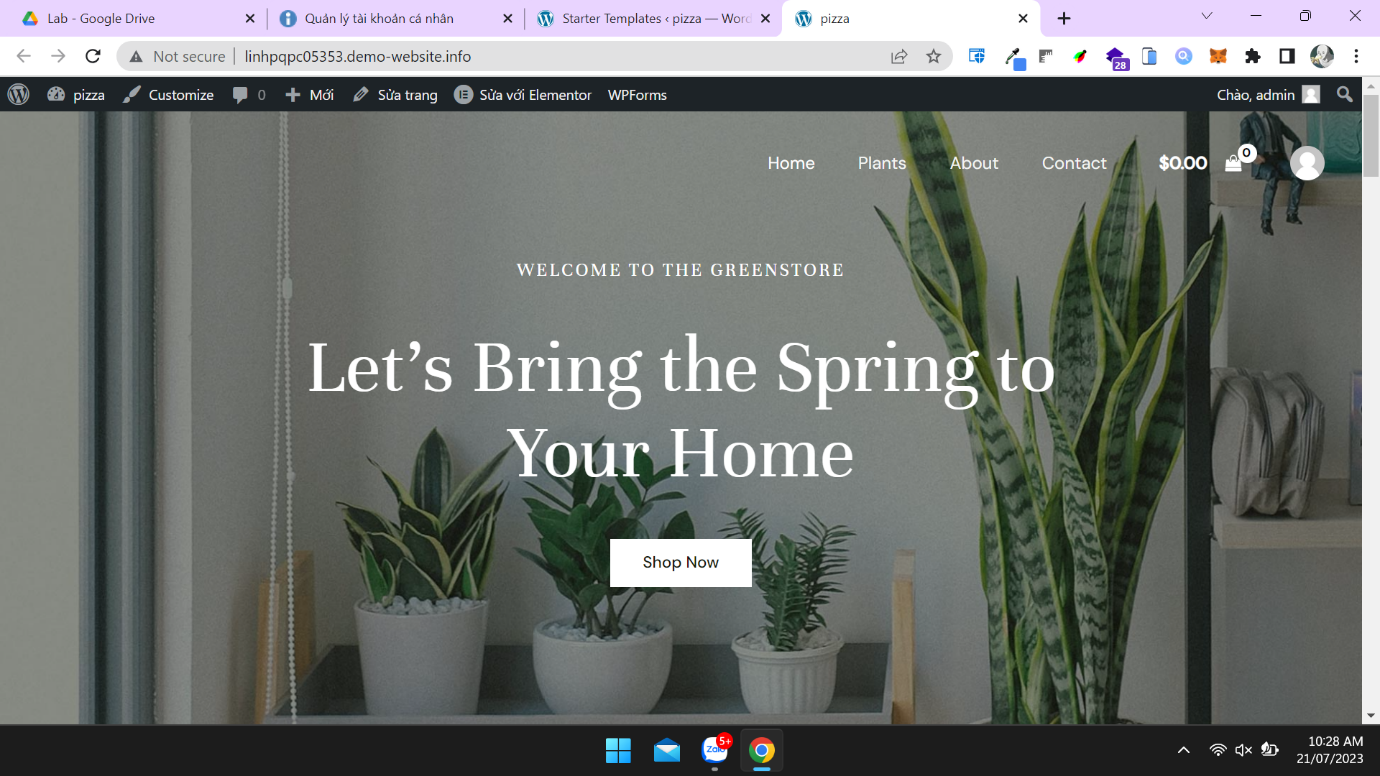 Lab - Google Drive
Quản lý tài khoản cá nhân
Starter Templates ‹ pizza — Word
pizza
Not secure
linhpqpc05353.demo-website.info
28
pizza
Customize
0
Mới
Sửa trang
Sửa với Elementor
WPForms
Chào, admin
Home
Plants
About
Contact
$0.00
0
WELCOME TO THE GREENSTORE
Let’s Bring the Spring to
Your Home
Shop Now
Zalo
5+
10:28 AM
21/07/2023